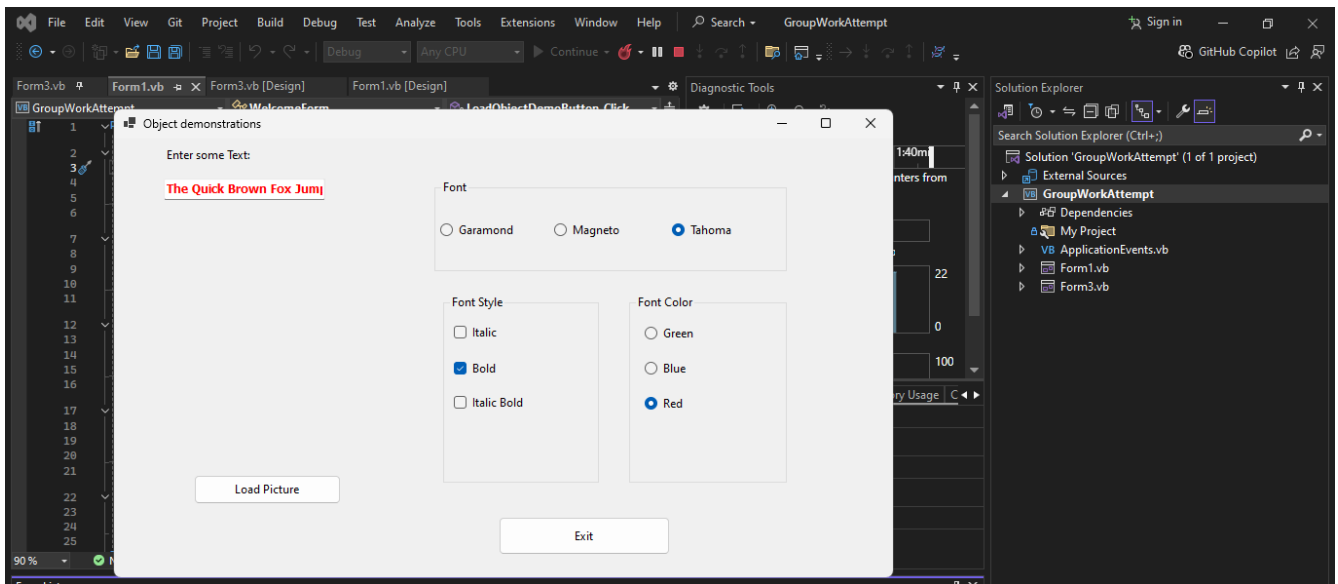 File Edit View Git Project Build Debug Test Analyze Tools Extensions Window Help Search GroupWorkAttempt Sign in
Debug Any CPU Continue GitHub Copilot
Form3.vb Form1.vb Form3.vb [Design] Form1.vb [Design] Diagnostic Tools Solution Explorer
GroupWorkAttempt WelcomeForm LoadObjectDemoButton_Click
Search Solution Explorer (Ctrl+;)
Solution 'GroupWorkAttempt' (1 of 1 project)
External Sources
GroupWorkAttempt
Dependencies
My Project
VB ApplicationEvents.vb
Form1.vb
Form3.vb
1
2
3
4
5
6
7
8
9
10
11
12
13
14
15
16
17
18
19
20
21
22
23
24
25
90 %
Object demonstrations
Enter some Text:
The Quick Brown Fox Jump
Font
Garamond Magneto Tahoma
Font Style
Italic
Bold
Italic Bold
Font Color
Green
Blue
Red
Load Picture
Exit
1:40m
nters from
22
0
100
ry Usage C